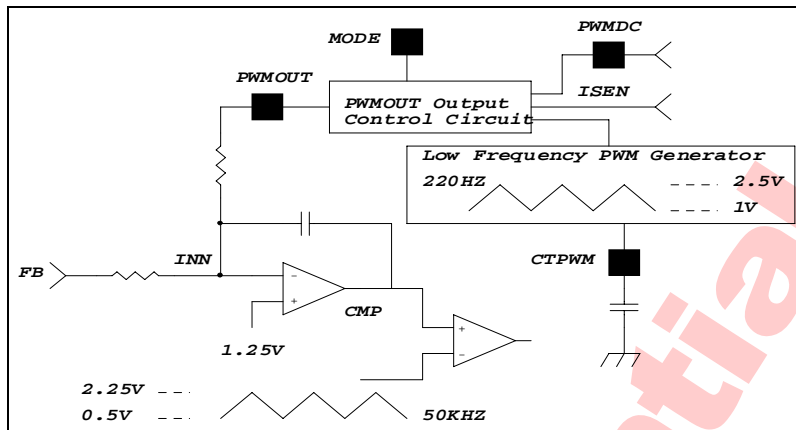 MODE
PWMDC
PWMOUT
ISEN
PWMOUT Output
Control Circuit
Low Frequency PWM Generator
220HZ
2.5V
1V
INN
FB
CTPWM
-
+
CMP
+
-
1.25V
2.25V
0.5V
50KHZ
ntial